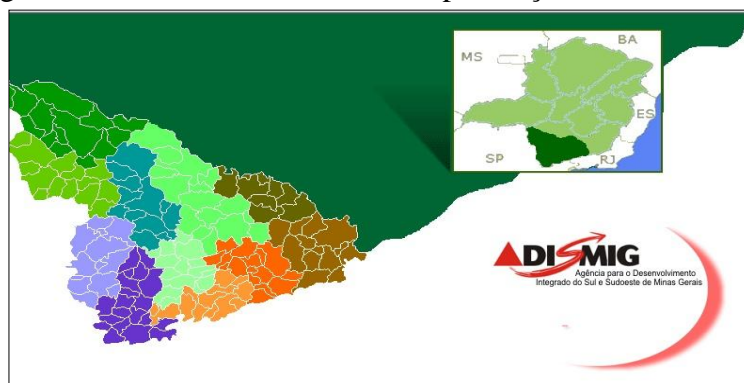 BA
MS
ES
SP
RJ
ADISMIG
Agência para o Desenvolvimento
Integrado do Sul e Sudoeste de Minas Gerais